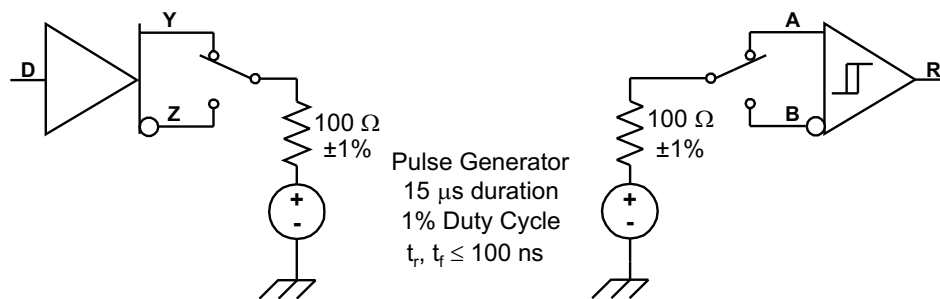 Y
D
Z
100 Ω
±1%
+
-
Pulse Generator
15 μs duration
1% Duty Cycle
tr, tf ≤ 100 ns
A
R
B
100 Ω
±1%
+
-